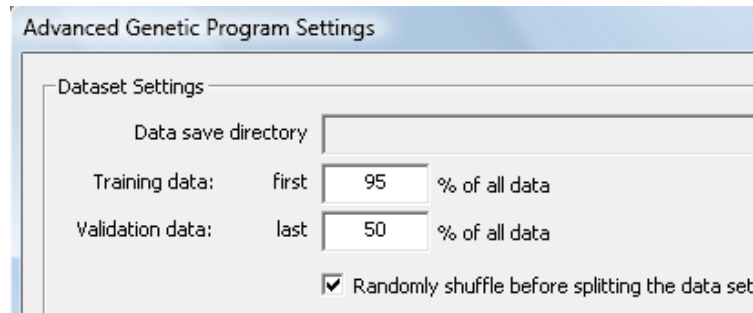 Advanced Genetic Program Settings
Dataset Settings
Data save directory
Training data: first 95 % of all data
Validation data: last 50 % of all data
Randomly shuffle before splitting the data set